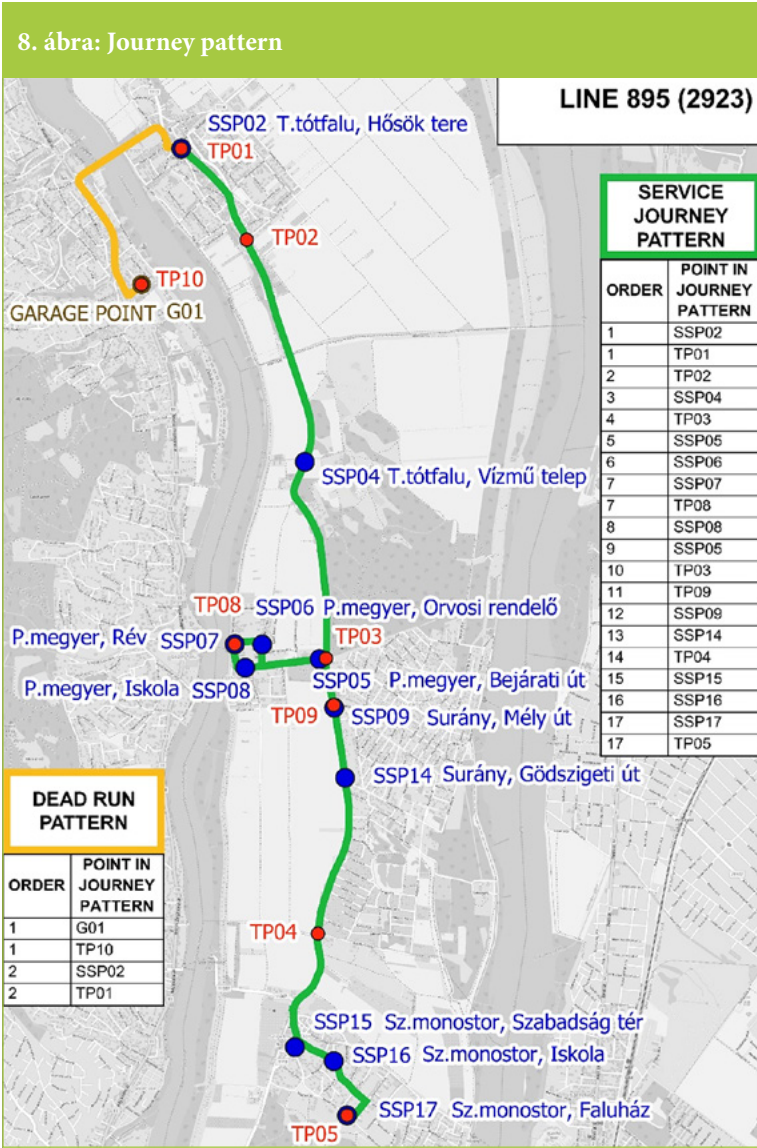 8. ábra: Journey pattern
LINE 895 (2923)
SSP02 T.tótfalu, Hősök tere
TP01
TP02
TP10
GARAGE POINT G01
SSP04 T.tótfalu, Vízmű telep
TP08
SSP06 P.megyer, Orvosi rendelő
P.megyer, Rév SSP07
TP03
P.megyer, Iskola SSP08
SSP05 P.megyer, Bejárati út
TP09
SSP09 Surány, Mély út
SSP14 Surány, Gödszigeti út
TP04
SSP15 Sz.monostor, Szabadság tér
SSP16 Sz.monostor, Iskola
SSP17 Sz.monostor, Faluház
TP05
SERVICE
JOURNEY
PATTERN
ORDER POINT IN JOURNEY PATTERN
1 SSP02
1 TP01
2 TP02
3 SSP04
4 TP03
5 SSP05
6 SSP06
7 SSP07
7 TP08
8 SSP08
9 SSP05
10 TP03
11 TP09
12 SSP09
13 SSP14
14 TP04
15 SSP15
16 SSP16
17 SSP17
17 TP05
DEAD RUN
PATTERN
ORDER POINT IN JOURNEY PATTERN
1 G01
1 TP10
2 SSP02
2 TP01